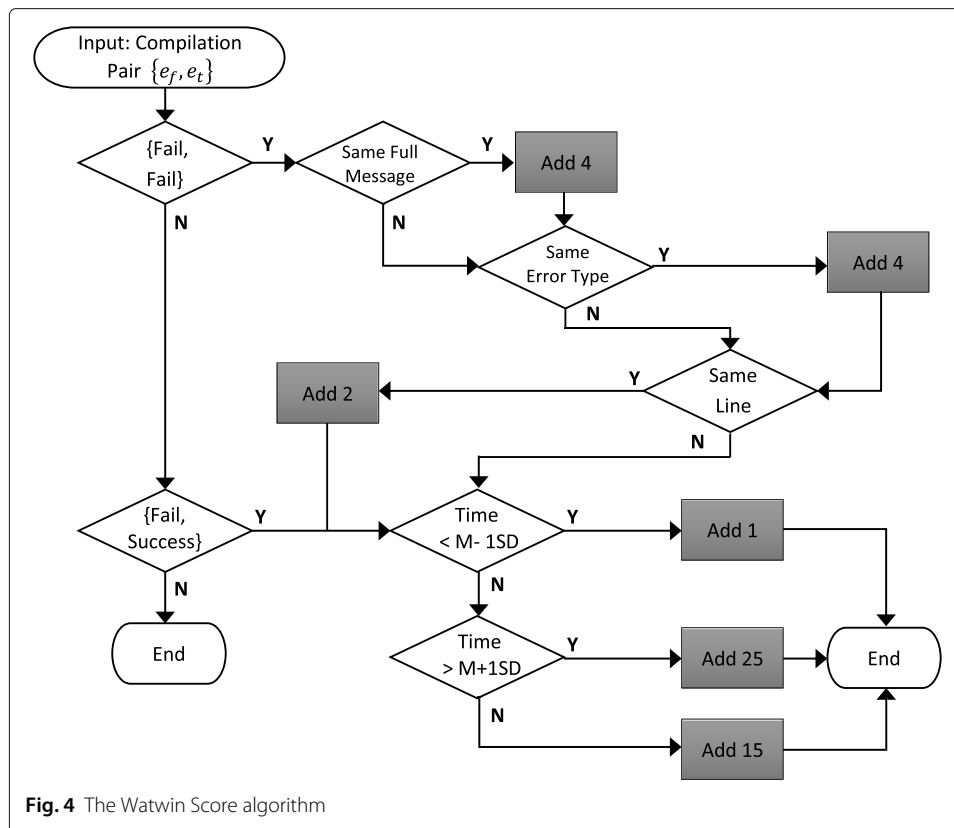 Input: Compilation
Pair {e_f, e_t}
{Fail,
Fail}
Y
Same Full
Message
Y
Add 4
N
N
Same
Error Type
Y
Add 4
N
Same
Line
Y
Add 2
N
{Fail,
Success}
Y
Time
< M- 1SD
Y
Add 1
N
N
End
Time
> M+1SD
Y
Add 25
End
N
Add 15
Fig. 4 The Watwin Score algorithm